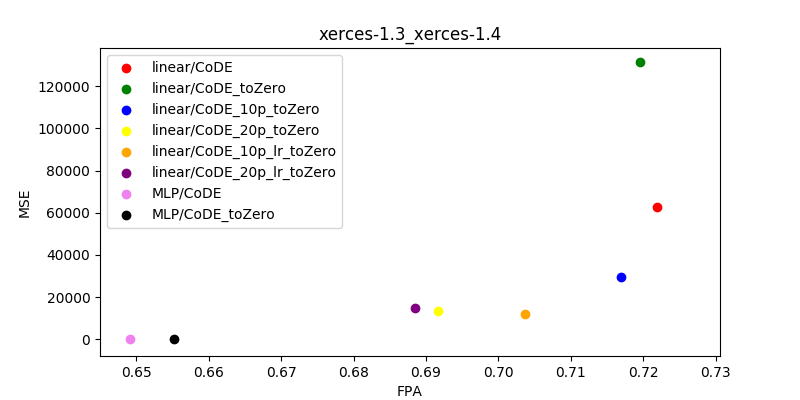 xerces-1.3_xerces-1.4
linear/CoDE
linear/CoDE_toZero
linear/CoDE_10p_toZero
linear/CoDE_20p_toZero
linear/CoDE_10p_lr_toZero
linear/CoDE_20p_lr_toZero
MLP/CoDE
MLP/CoDE_toZero
MSE
120000
100000
80000
60000
40000
20000
0
0.65 0.66 0.67 0.68 0.69 0.70 0.71 0.72 0.73
FPA